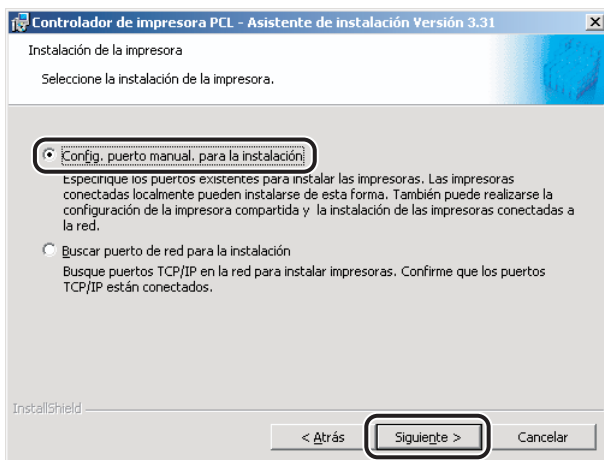 Controlador de impresora PCL - Asistente de instalación Versión 3.31
Instalación de la impresora
Seleccione la instalación de la impresora.
Config. puerto manual. para la instalación
Especifique los puertos existentes para instalar las impresoras. Las impresoras
conectadas localmente pueden instalarse de esta forma. También puede realizarse la
configuración de la impresora compartida y la instalación de las impresoras conectadas a
la red.
Buscar puerto de red para la instalación
Busque puertos TCP/IP en la red para instalar impresoras. Confirme que los puertos
TCP/IP están conectados.
InstallShield
< Atrás Siguiente > Cancelar